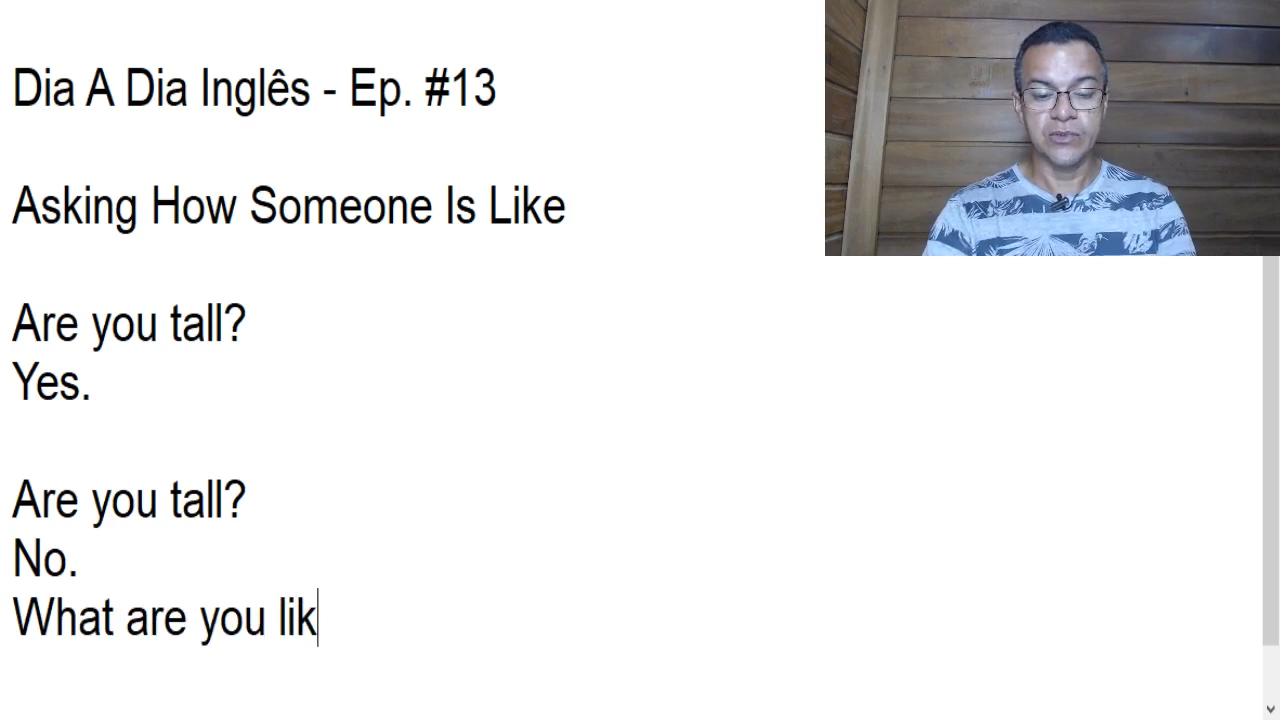 Dia A Dia Inglês - Ep. #13
Asking How Someone Is Like
Are you tall?
Yes.
Are you tall?
No.
What are you lik